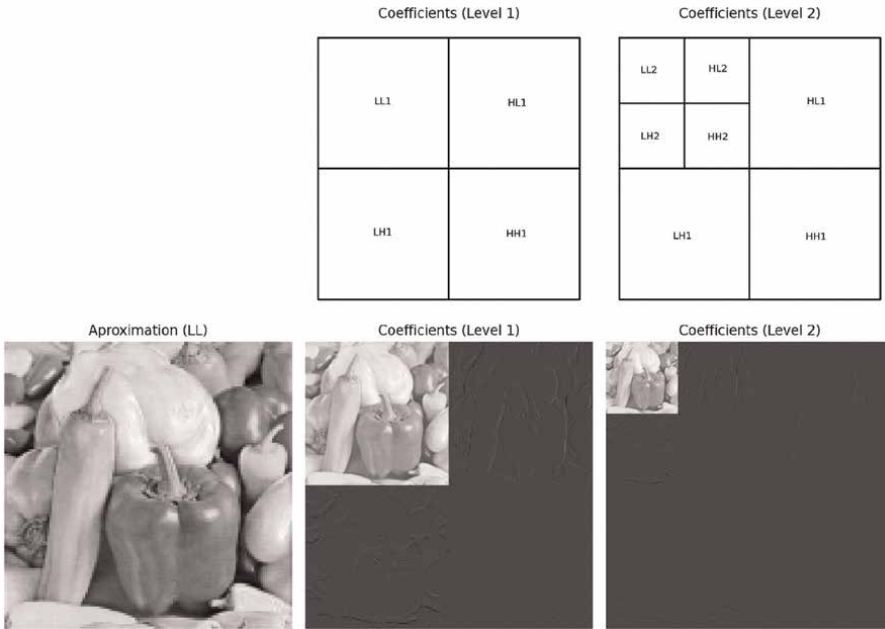 Coefficients (Level 1)
Coefficients (Level 2)
LL1
HL1
LH1
HH1
LL2
HL2
LH2
HH2
HL1
LH1
HH1
Aproximation (LL)
Coefficients (Level 1)
Coefficients (Level 2)